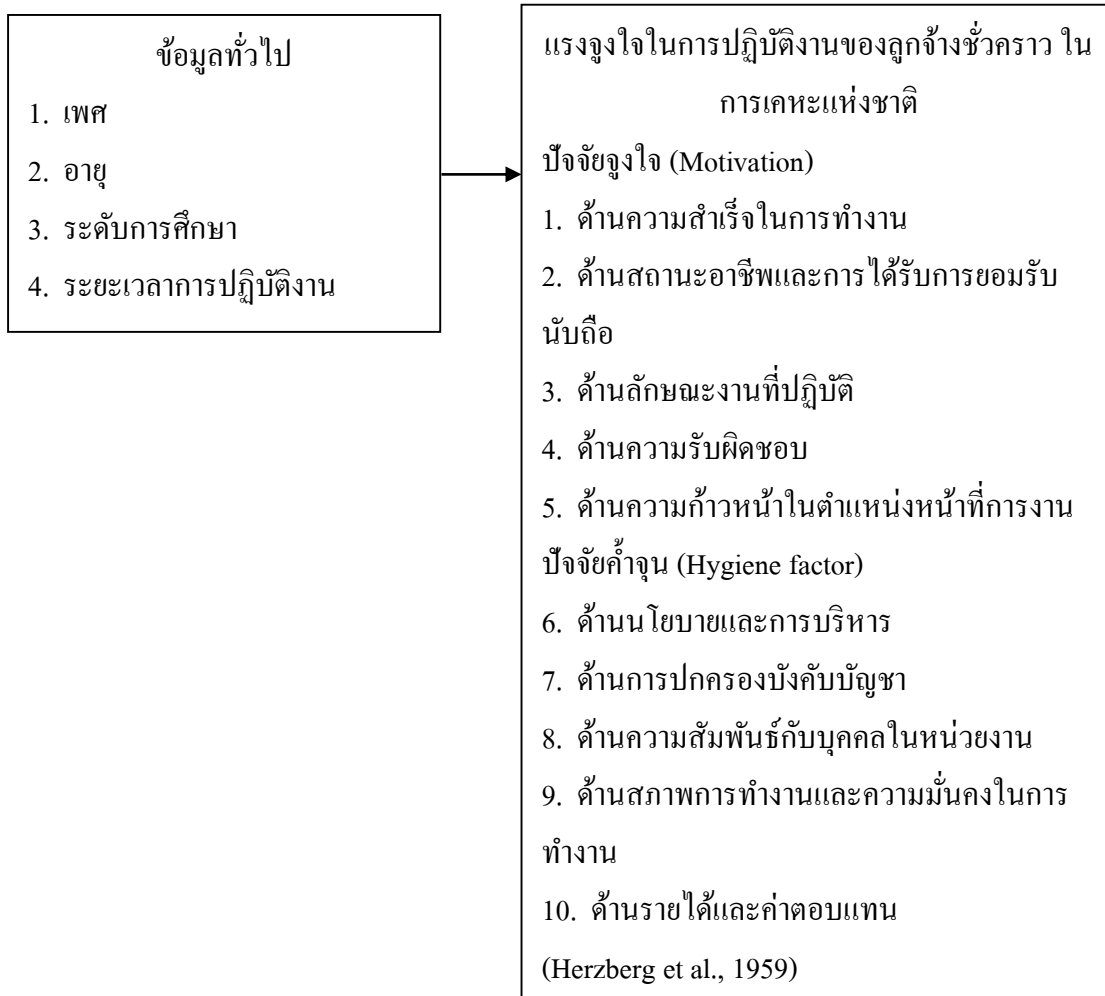 ข้อมูลทั่วไป
1. เพศ
2. อายุ
3. ระดับการศึกษา
4. ระยะเวลาการปฏิบัติงาน
แรงจูงใจในการปฏิบัติงานของลูกจ้างชั่วคราว ใน
การเคหะแห่งชาติ
ปัจจัยจูงใจ (Motivation)
1. ด้านความสำเร็จในการทำงาน
2. ด้านสถานะอาชีพและการได้รับการยอมรับ
นับถือ
3. ด้านลักษณะงานที่ปฏิบัติ
4. ด้านความรับผิดชอบ
5. ด้านความก้าวหน้าในตำแหน่งหน้าที่การงาน
ปัจจัยค้ำจุน (Hygiene factor)
6. ด้านนโยบายและการบริหาร
7. ด้านการปกครองบังคับบัญชา
8. ด้านความสัมพันธ์กับบุคคลในหน่วยงาน
9. ด้านสภาพการทำงานและความมั่นคงในการ
ทำงาน
10. ด้านรายได้และค่าตอบแทน
(Herzberg et al., 1959)